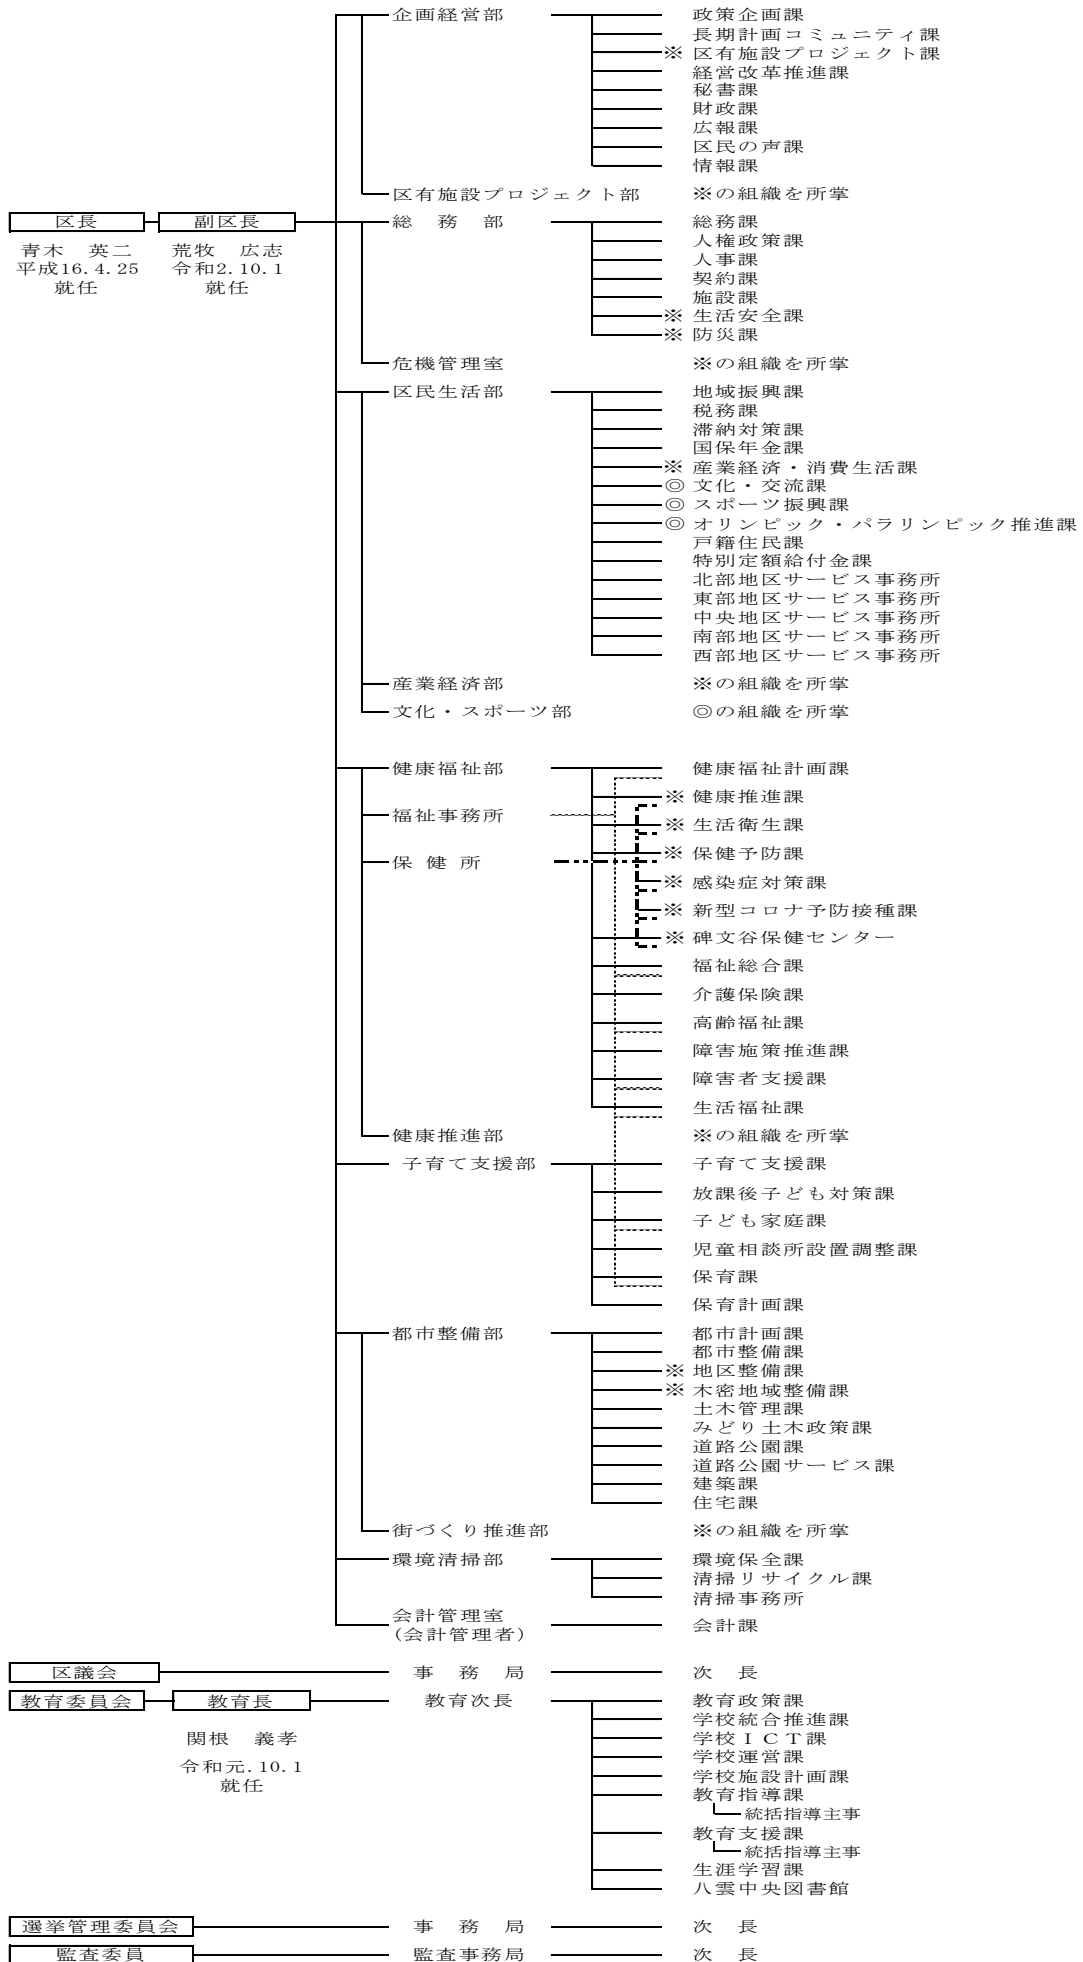 企画経営部 政策企画課
長期計画コミュニティ課
※ 区有施設プロジェクト課
経営改革推進課
秘書課
財政課
広報課
区民の声課
情報課
区有施設プロジェクト部 ※の組織を所掌
区長 副区長 総　務　部 総務課
青木　英二 荒牧　広志 人権政策課
平成16.4.25 令和2.10.1 人事課
就任 就任 契約課
施設課
※ 生活安全課
※ 防災課
危機管理室 ※の組織を所掌
区民生活部 地域振興課
税務課
滞納対策課
国保年金課
※ 産業経済・消費生活課
◎ 文化・交流課
◎ スポーツ振興課
◎ オリンピック・パラリンピック推進課
戸籍住民課
特別定額給付金課
北部地区サービス事務所
東部地区サービス事務所
中央地区サービス事務所
南部地区サービス事務所
西部地区サービス事務所
産業経済部 ※の組織を所掌
文化・スポーツ部 ◎の組織を所掌
健康福祉部 健康福祉計画課
※ 健康推進課
福祉事務所
※ 生活衛生課
※ 保健予防課
保 健 所
※ 感染症対策課
※ 新型コロナ予防接種課
※ 碑文谷保健センター
福祉総合課
介護保険課
高齢福祉課
障害施策推進課
障害者支援課
生活福祉課
健康推進部 ※の組織を所掌
子育て支援部 子育て支援課
放課後子ども対策課
子ども家庭課
児童相談所設置調整課
保育課
保育計画課
都市整備部 都市計画課
都市整備課
※ 地区整備課
※ 木密地域整備課
土木管理課
みどり土木政策課
道路公園課
道路公園サービス課
建築課
住宅課
街づくり推進部 ※の組織を所掌
環境清掃部 環境保全課
清掃リサイクル課
清掃事務所
会計管理室
(会計管理者) 会計課
区議会 事　務　局 次　長
教育委員会 教育長 教育次長 教育政策課
学校統合推進課
関根　義孝 学校ＩＣＴ課
学校運営課
令和元.10.1 学校施設計画課
就任 教育指導課
統括指導主事
教育支援課
統括指導主事
生涯学習課
八雲中央図書館
選挙管理委員会 事　務　局 次　長
監査委員 監査事務局 次　長